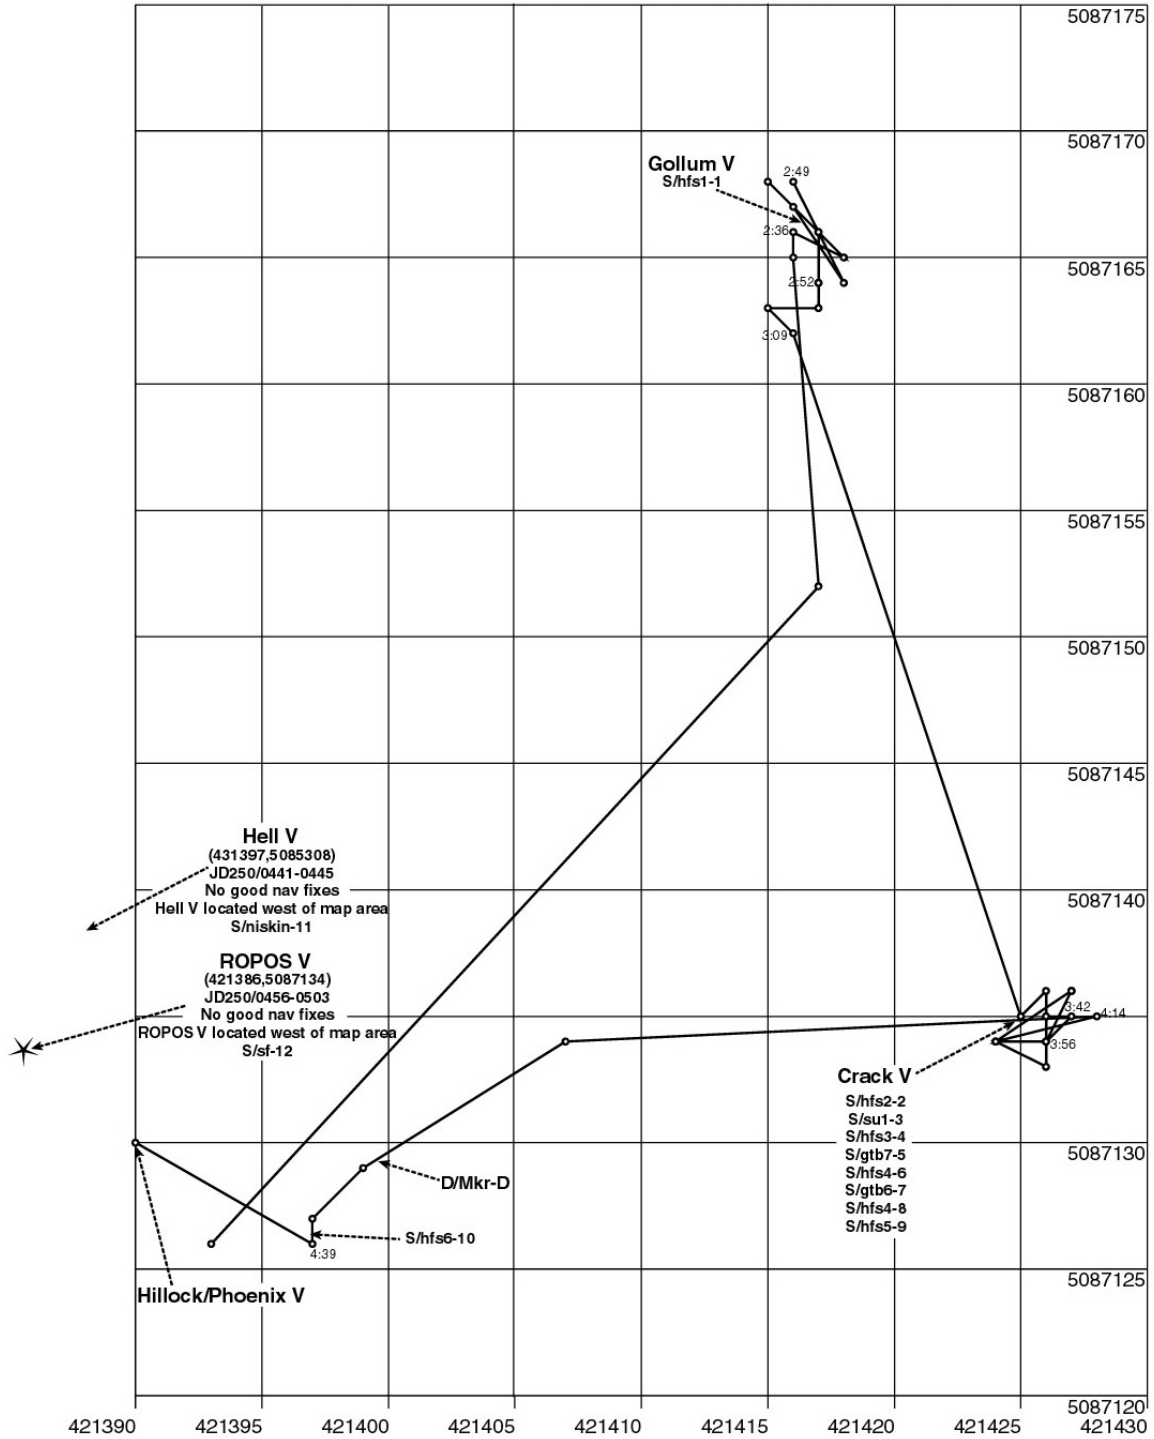 5087175
5087170
Gollum V
S/hfs1-1
2:49
2:36
5087165
2:52
3:09
5087160
5087155
5087150
5087145
Hell V
(431397,5085308)
JD250/0441-0445
No good nav fixes
Hell V located west of map area
S/niskin-11
5087140
ROPOS V
(421386,5087134)
JD250/0456-0503
No good nav fixes
ROPOS V located west of map area
S/sf-12
3:42
4:14
3:56
Crack V
S/hfs2-2
S/su1-3
S/hfs3-4
S/gtb7-5
S/hfs4-6
S/gtb6-7
S/hfs4-8
S/hfs5-9
5087130
D/Mkr-D
S/hfs6-10
4:39
5087125
Hillock/Phoenix V
5087120
421390 421395 421400 421405 421410 421415 421420 421425 421430